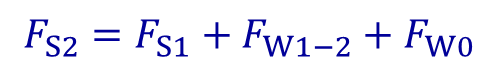 F_S2 = F_S1 + F_W1−2 + F_W0